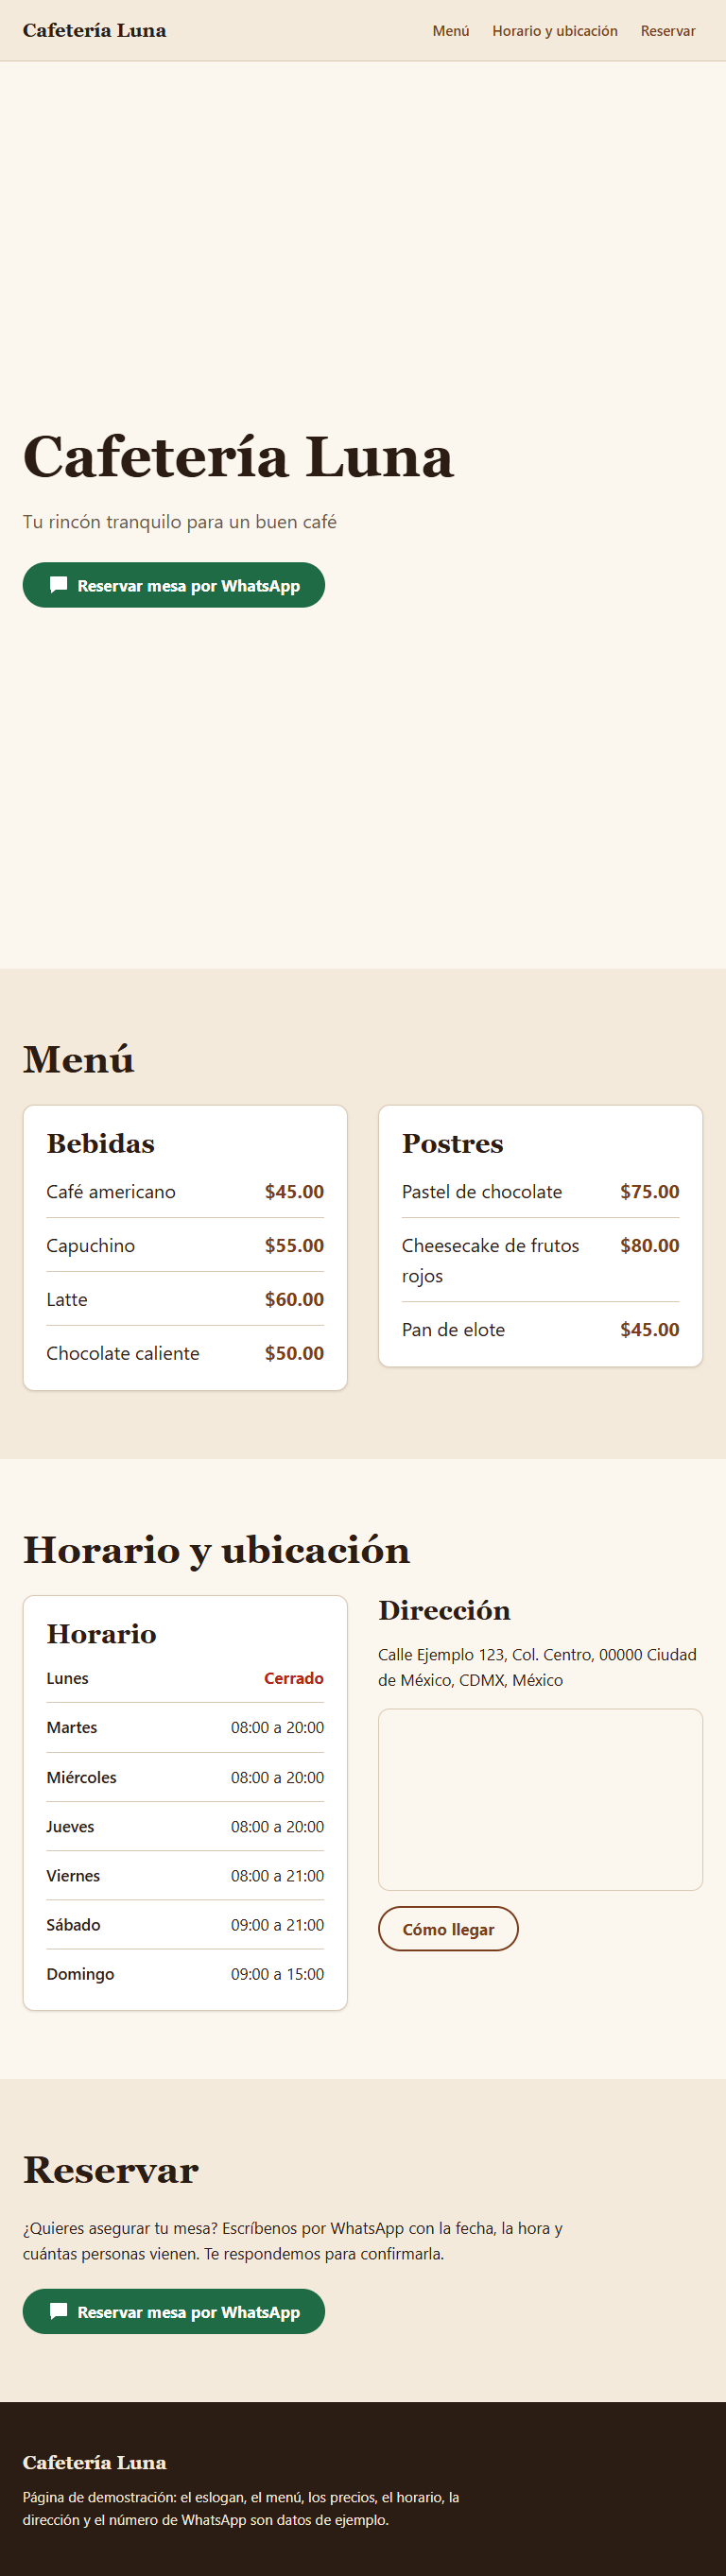 Cafetería Luna
Menú
Horario y ubicación
Reservar
Cafetería Luna
Tu rincón tranquilo para un buen café
Reservar mesa por WhatsApp
Menú
Bebidas
Café americano $45.00
Capuchino $55.00
Latte $60.00
Chocolate caliente $50.00
Postres
Pastel de chocolate $75.00
Cheesecake de frutos $80.00
rojos
Pan de elote $45.00
Horario y ubicación
Horario
Lunes Cerrado
Martes 08:00 a 20:00
Miércoles 08:00 a 20:00
Jueves 08:00 a 20:00
Viernes 08:00 a 21:00
Sábado 09:00 a 21:00
Domingo 09:00 a 15:00
Dirección
Calle Ejemplo 123, Col. Centro, 00000 Ciudad
de México, CDMX, México
Cómo llegar
Reservar
¿Quieres asegurar tu mesa? Escríbenos por WhatsApp con la fecha, la hora y
cuántas personas vienen. Te respondemos para confirmarla.
Reservar mesa por WhatsApp
Cafetería Luna
Página de demostración: el eslogan, el menú, los precios, el horario, la
dirección y el número de WhatsApp son datos de ejemplo.